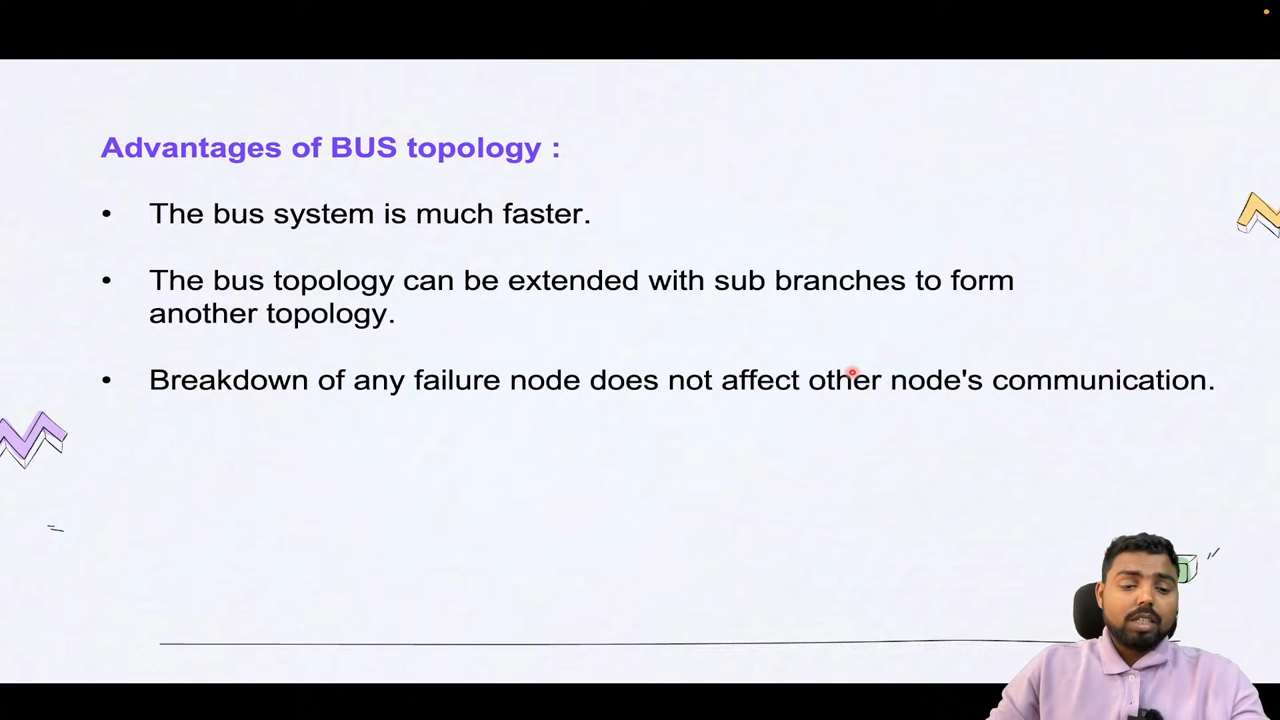 Advantages of BUS topology :
• The bus system is much faster.
• The bus topology can be extended with sub branches to form
another topology.
• Breakdown of any failure node does not affect other node's communication.